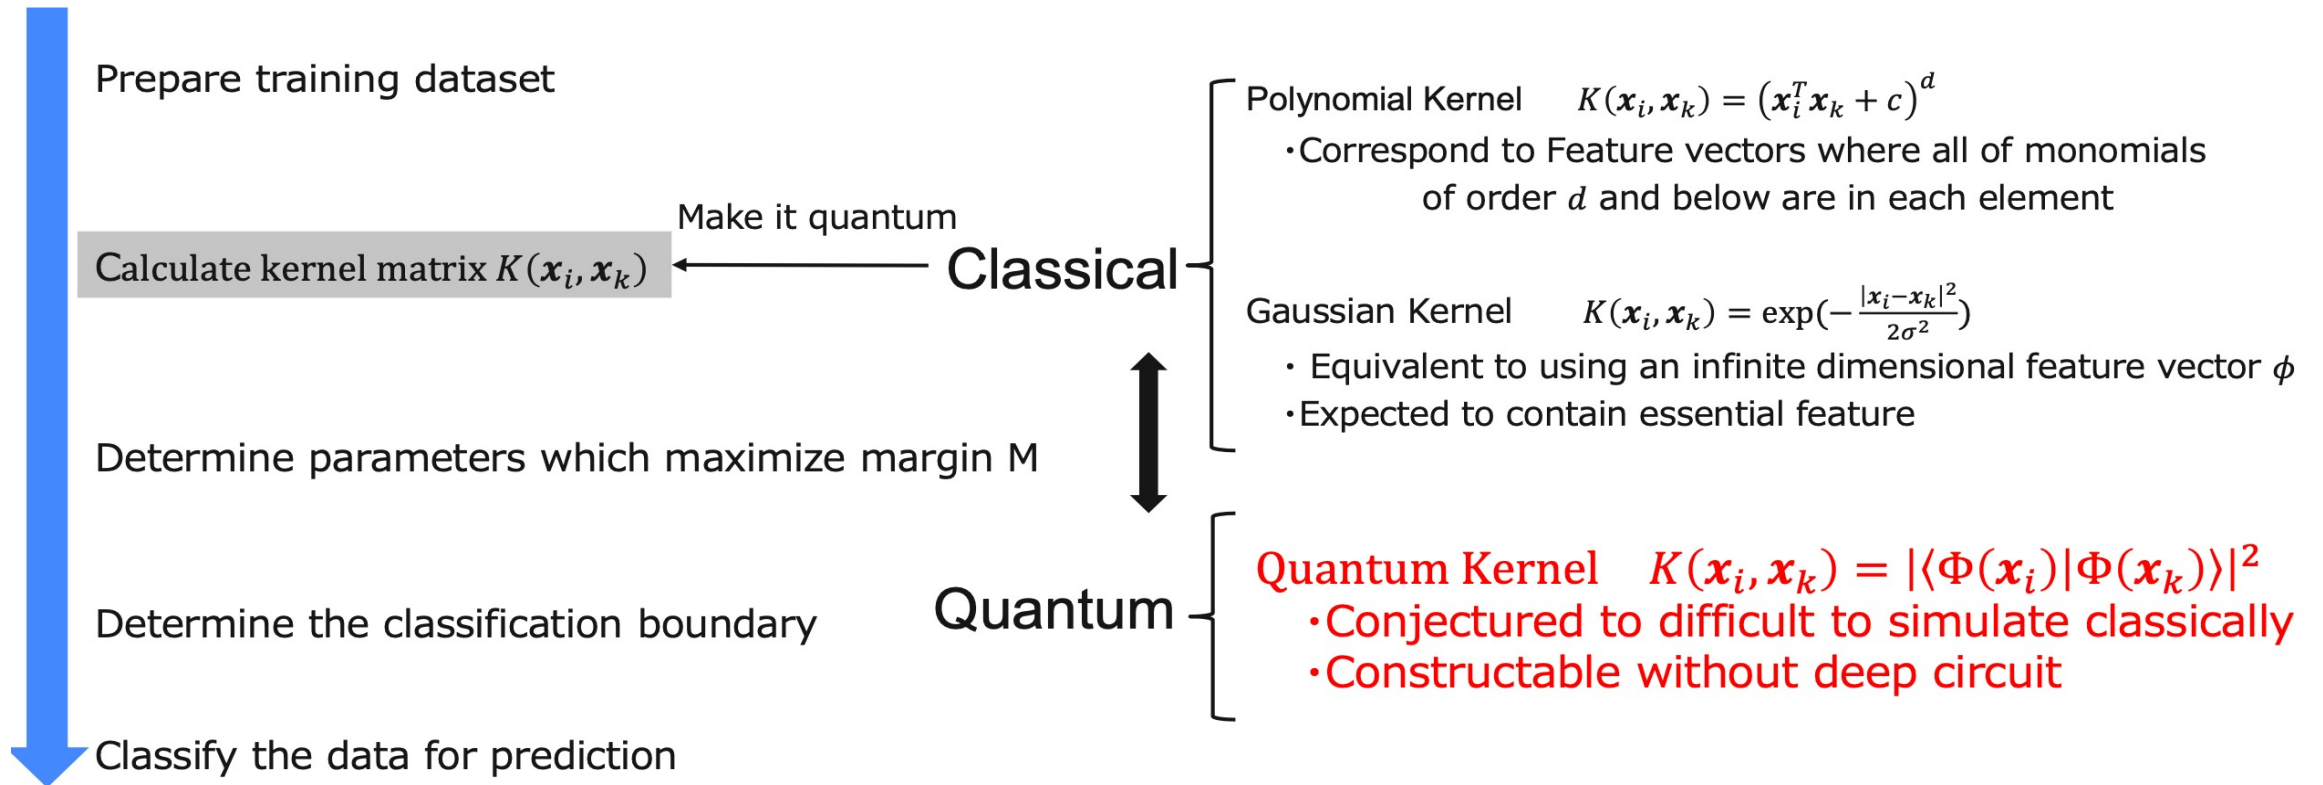 Prepare training dataset
Calculate kernel matrix K(𝒙ᵢ, 𝒙ₖ)
Determine parameters which maximize margin M
Determine the classification boundary
Classify the data for prediction
Make it quantum
Classical
Polynomial Kernel K(𝒙ᵢ, 𝒙ₖ) = (𝒙ᵢᵀ𝒙ₖ + c)ᵈ
・Correspond to Feature vectors where all of monomials
of order d and below are in each element
Gaussian Kernel K(𝒙ᵢ, 𝒙ₖ) = exp(−|𝒙ᵢ−𝒙ₖ|²/2σ²)
・ Equivalent to using an infinite dimensional feature vector ϕ
・Expected to contain essential feature
Quantum
Quantum Kernel K(𝒙ᵢ, 𝒙ₖ) = |⟨Φ(𝒙ᵢ)|Φ(𝒙ₖ)⟩|²
・Conjectured to difficult to simulate classically
・Constructable without deep circuit